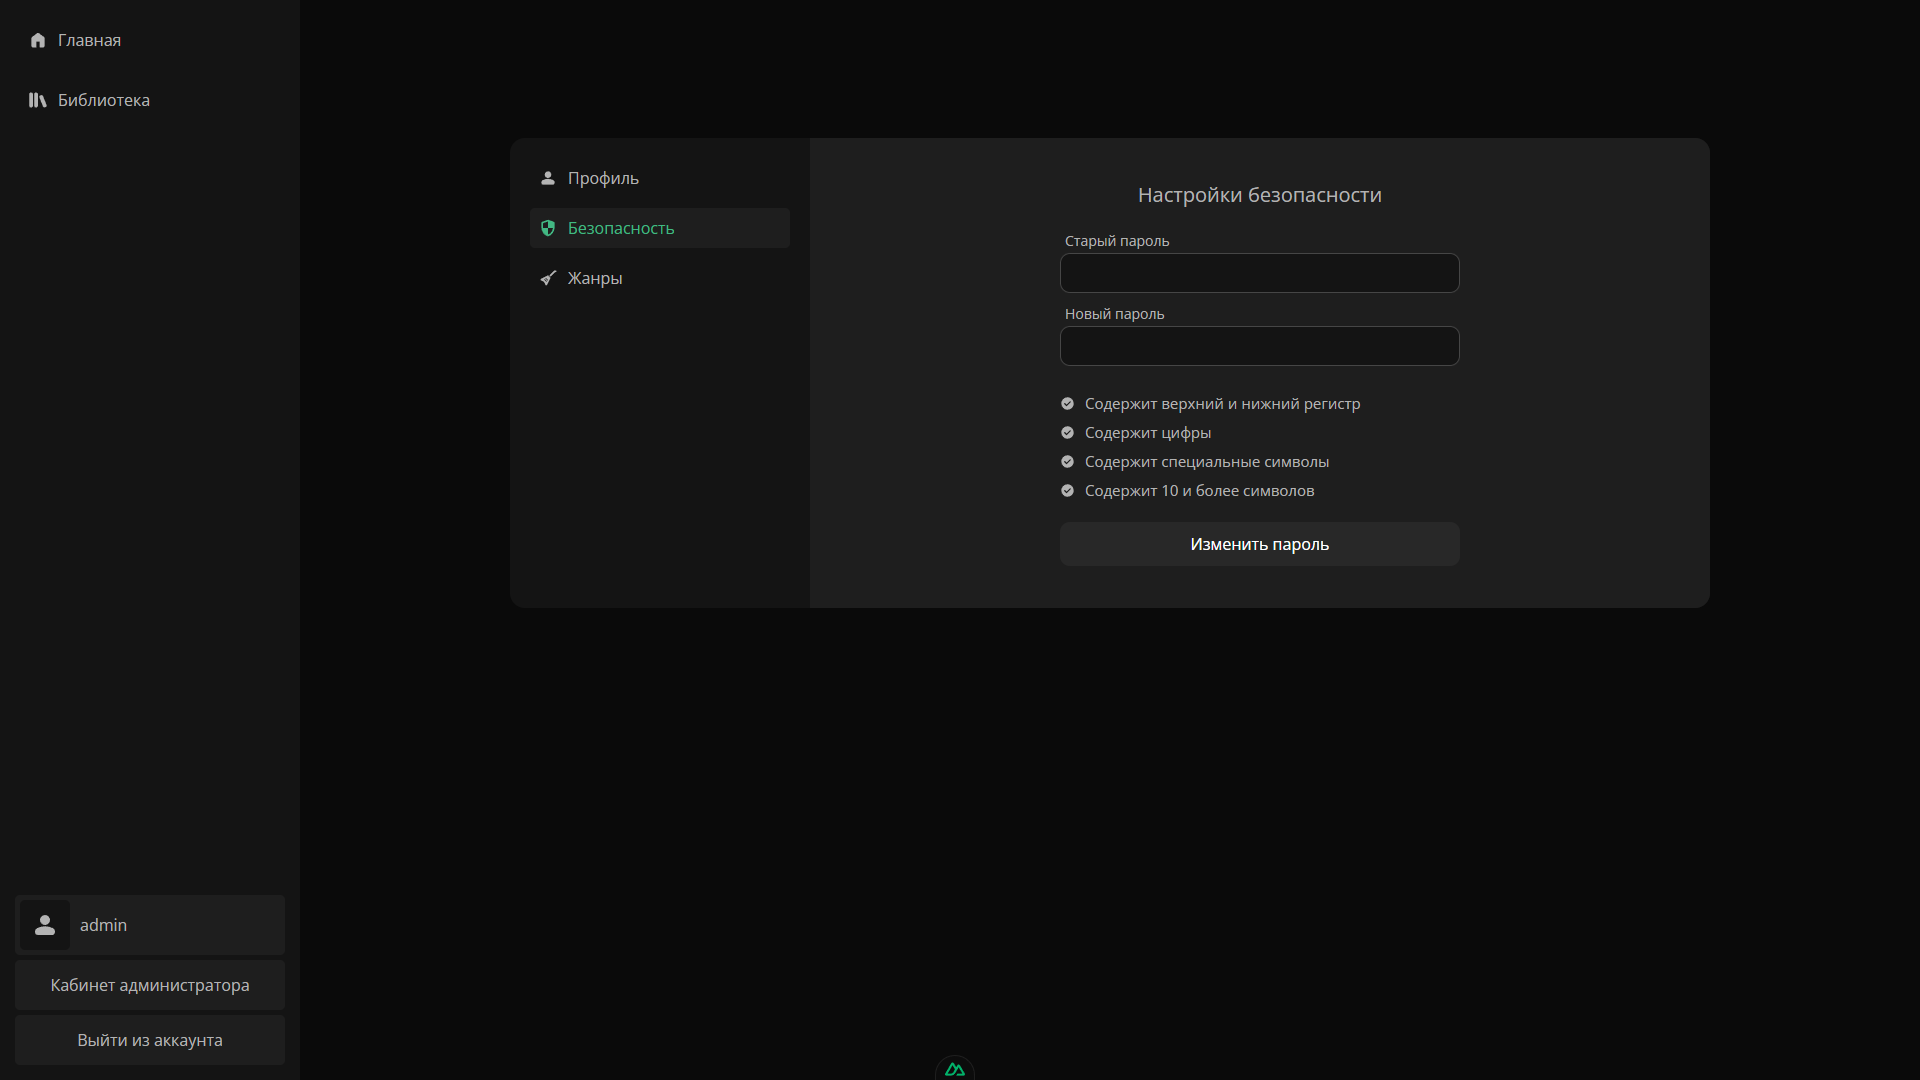 Главная
Библиотека
Профиль
Безопасность
Жанры
Настройки безопасности
Старый пароль
Новый пароль
Содержит верхний и нижний регистр
Содержит цифры
Содержит специальные символы
Содержит 10 и более символов
Изменить пароль
admin
Кабинет администратора
Выйти из аккаунта